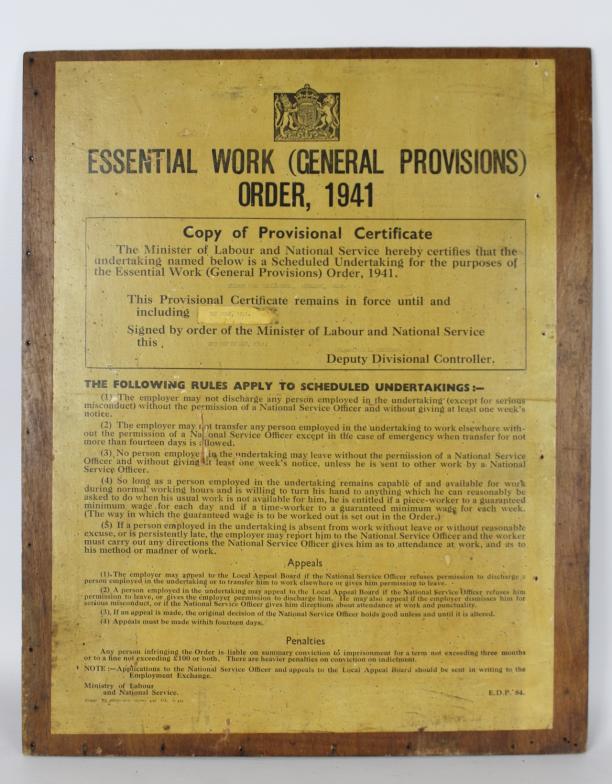 ESSENTIAL WORK (GENERAL PROVISIONS)
ORDER, 1941
Copy of Provisional Certificate
The Minister of Labour and National Service hereby certifies that the
undertaking named below is a Scheduled Undertaking for the purposes of
the Essential Work (General Provisions) Order, 1941.
This Provisional Certificate remains in force until and
including
Signed by order of the Minister of Labour and National Service
this
Deputy Divisional Controller.
THE FOLLOWING RULES APPLY TO SCHEDULED UNDERTAKINGS:—
(1) The employer may not discharge any person employed in the undertaking (except for serious
misconduct) without the permission of a National Service Officer and without giving at least one week's
notice.
(2) The employer may not transfer any person employed in the undertaking to work elsewhere with-
out the permission of a National Service Officer except in the case of emergency when transfer for not
more than fourteen days is allowed.
(3) No person employed in the undertaking may leave without the permission of a National Service
Officer and without giving at least one week's notice, unless he is sent to other work by a National
Service Officer.
(4) So long as a person employed in the undertaking remains capable of and available for work
during normal working hours and is willing to turn his hand to anything which he can reasonably be
asked to do when his usual work is not available for him, he is entitled if a piece-worker to a guaranteed
minimum wage for each day and if a time-worker to a guaranteed minimum wage for each week.
(The way in which the guaranteed wage is to be worked out is set out in the Order.)
(5) If a person employed in the undertaking is absent from work without leave or without reasonable
excuse, or is persistently late, the employer may report him to the National Service Officer and the worker
must carry out any directions the National Service Officer gives him as to attendance at work, and as to
his method or manner of work.
Appeals
(1) The employer may appeal to the Local Appeal Board if the National Service Officer refuses permission to discharge a
person employed in the undertaking or to transfer him to work elsewhere or gives him permission to leave.
(2) A person employed in the undertaking may appeal to the Local Appeal Board if the National Service Officer refuses him
permission to leave, or gives the employer permission to discharge him. He may also appeal if the employer dismisses him for
serious misconduct, or if the National Service Officer gives him directions about attendance at work and punctuality.
(3) If an appeal is made, the original decision of the National Service Officer holds good unless and until it is altered.
(4) Appeals must be made within fourteen days.
Penalties
Any person infringing the Order is liable on summary conviction to imprisonment for a term not exceeding three months
or to a fine not exceeding £100 or both. There are heavier penalties on conviction on indictment.
NOTE:—Applications to the National Service Officer and appeals to the Local Appeal Board should be sent in writing to the
Employment Exchange.
Ministry of Labour
and National Service.
E.D.P. 84.